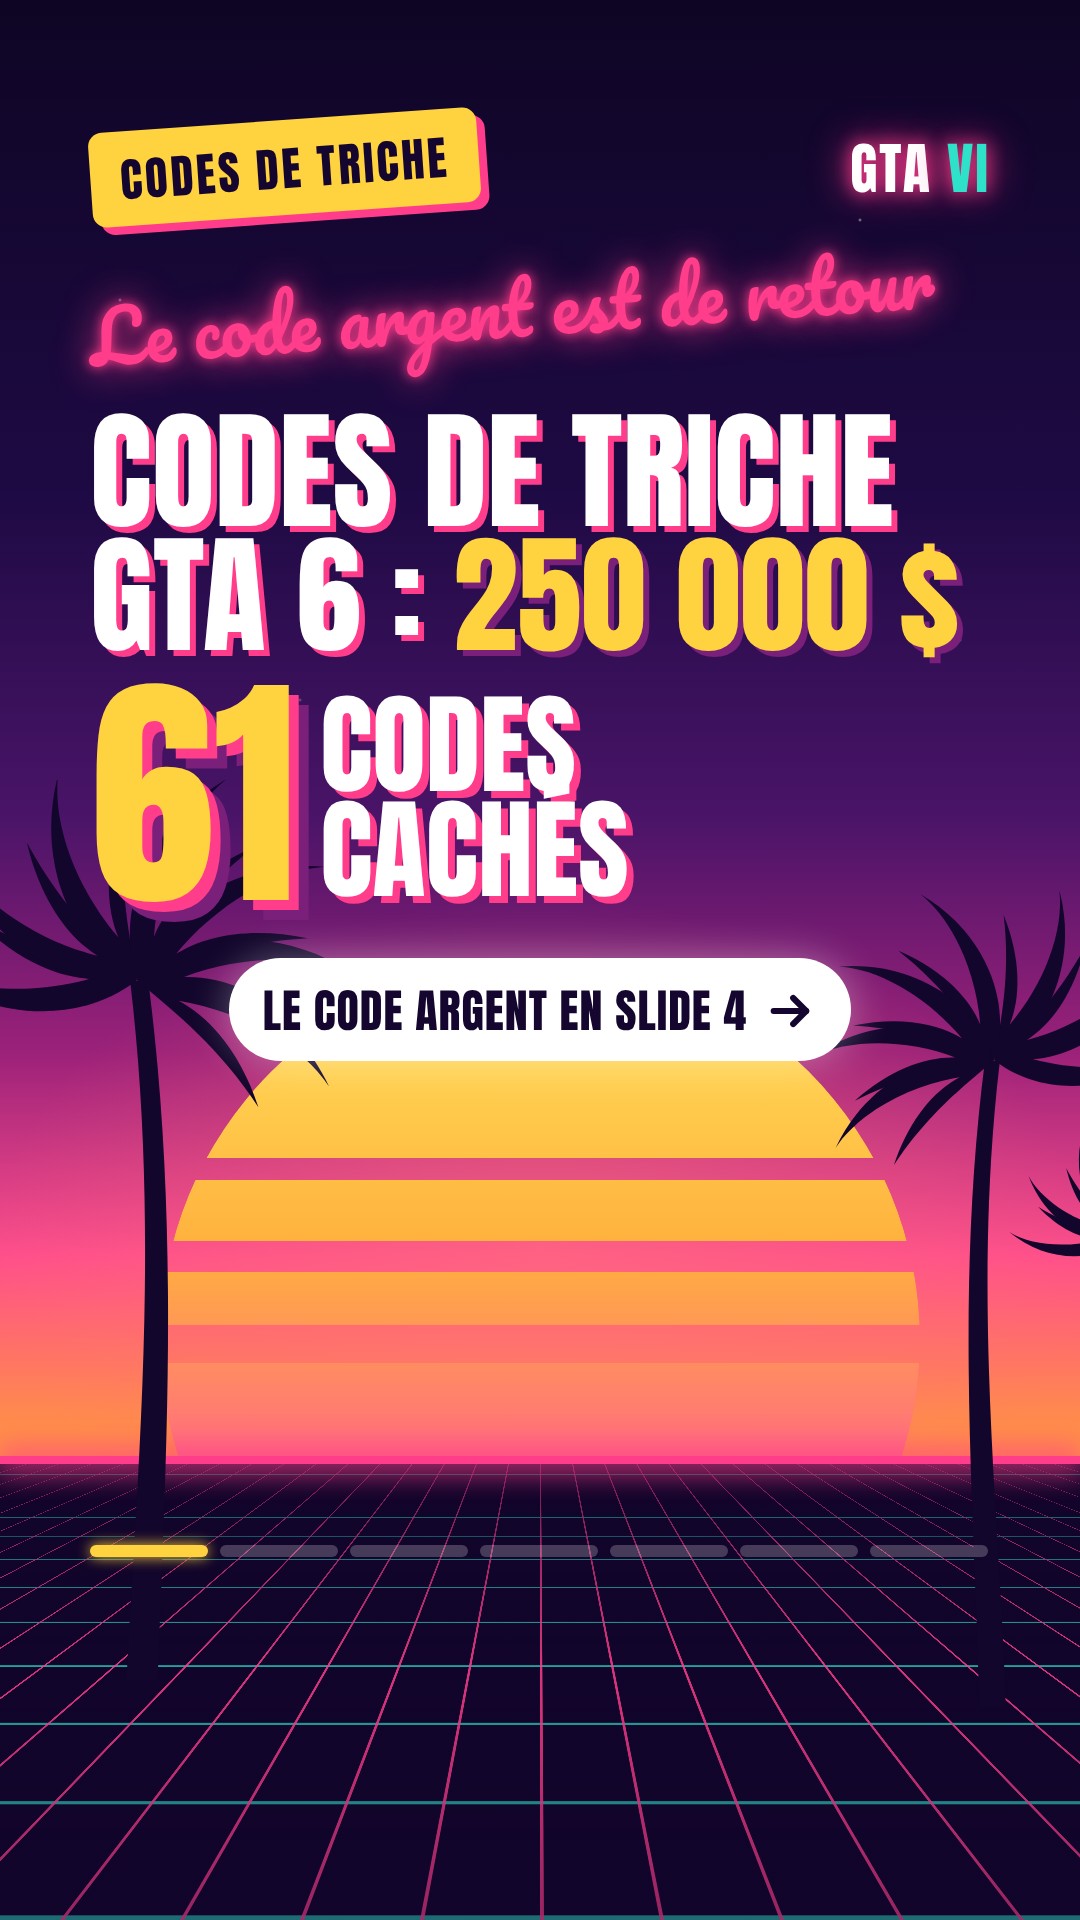 CODES DE TRICHE
GTA VI
Le code argent est de retour
CODES DE TRICHE
GTA 6 : 250 000 $
61 CODES
CACHÉS
LE CODE ARGENT EN SLIDE 4 →